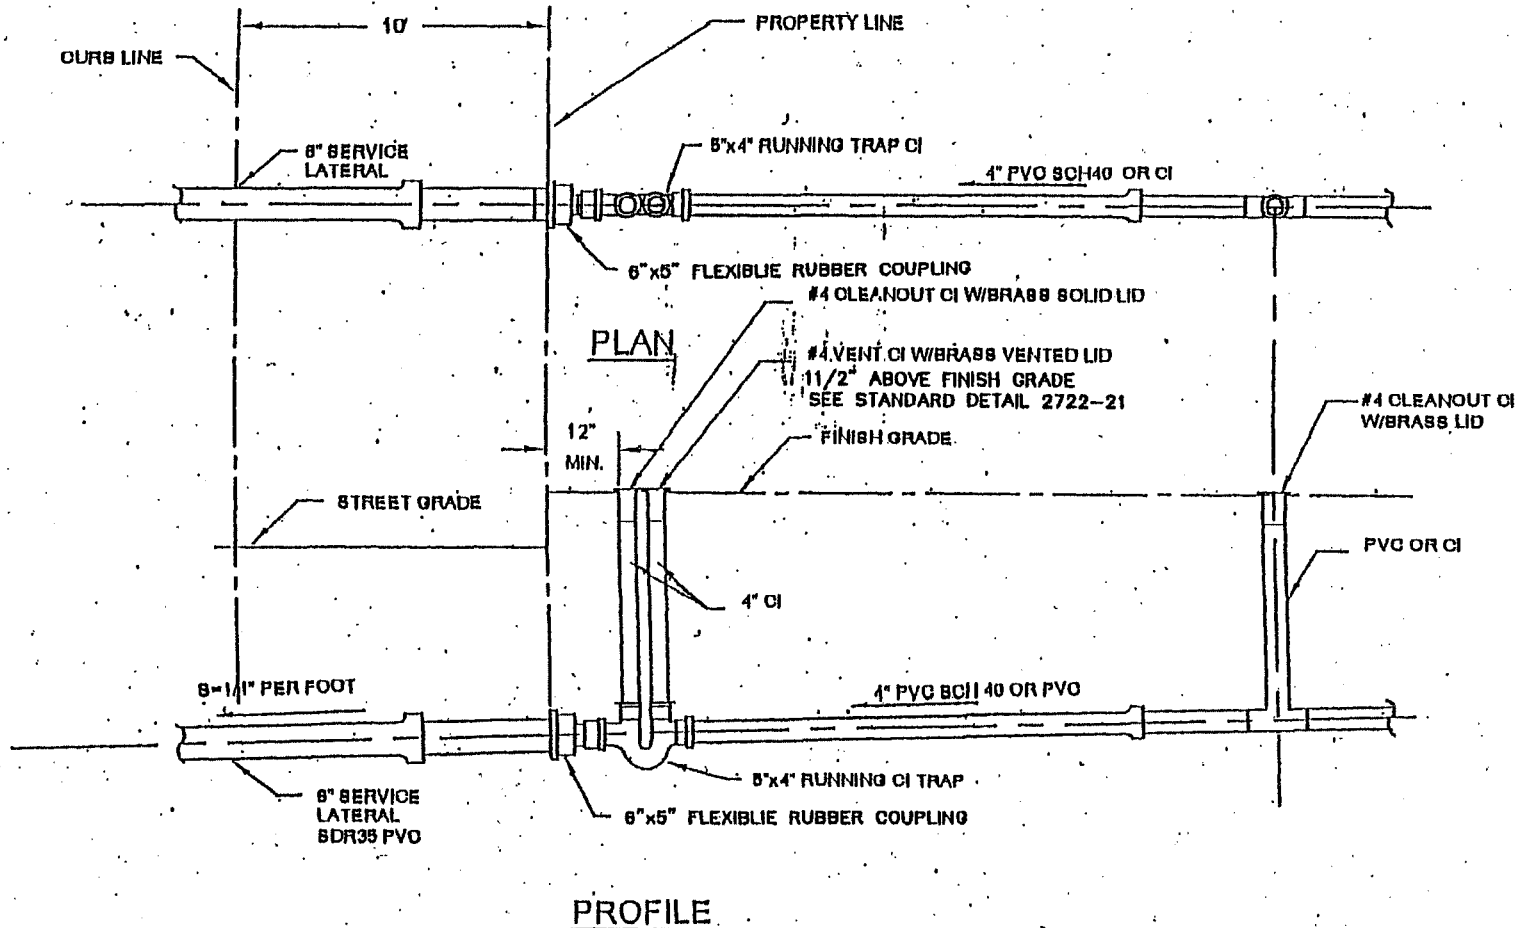 10'
PROPERTY LINE
CURB LINE
6" SERVICE
LATERAL
5"x4" RUNNING TRAP CI
4" PVC SCH40 OR CI
6"x5" FLEXIBLIE RUBBER COUPLING
#4 CLEANOUT CI W/BRASS SOLID LID
PLAN
#4 VENT CI W/BRASS VENTED LID
1 1/2" ABOVE FINISH GRADE
SEE STANDARD DETAIL 2722-21
#4 CLEANOUT CI
W/BRASS LID
12"
MIN.
FINISH GRADE
STREET GRADE
PVC OR CI
4" CI
PER FOOT
4" PVC SCH 40 OR PVC
5"x4" RUNNING CI TRAP
6" SERVICE
LATERAL
SDR35 PVC
6"x5" FLEXIBLIE RUBBER COUPLING
PROFILE